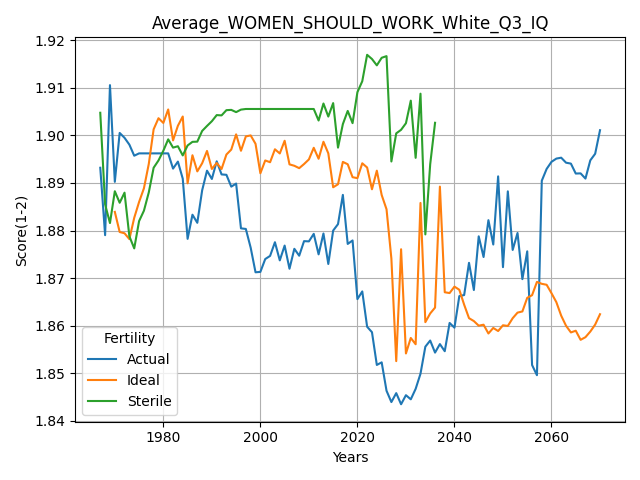 Average_WOMEN_SHOULD_WORK_White_Q3_IQ
1.92
1.91
1.90
1.89
1.88
1.87
1.86
1.85
1.84
Score(1-2)
Fertility
Actual
Ideal
Sterile
1980 2000 2020 2040 2060
Years